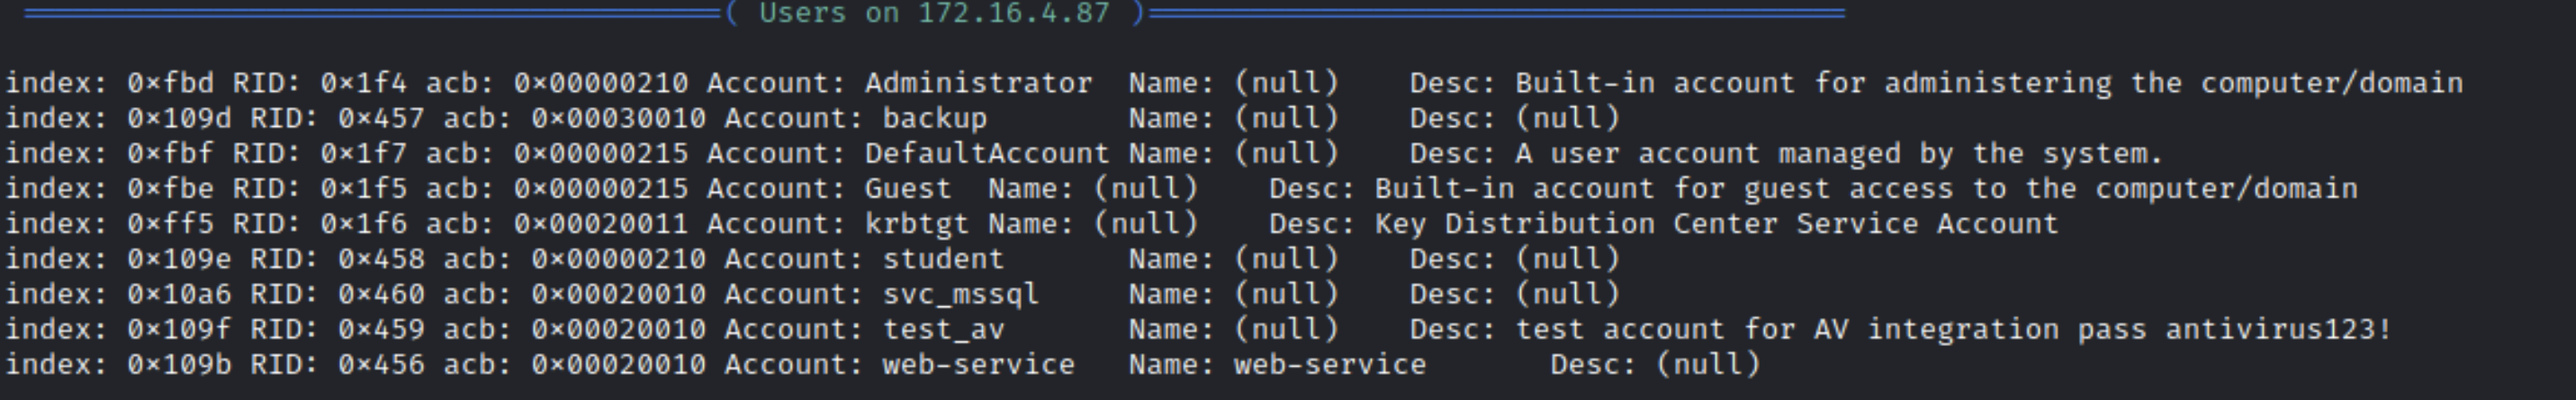 ( Users on 172.16.4.87 )
index: 0×fbd RID: 0×1f4 acb: 0×00000210 Account: Administrator  Name: (null)    Desc: Built-in account for administering the computer/domain
index: 0×109d RID: 0×457 acb: 0×00030010 Account: backup        Name: (null)    Desc: (null)
index: 0×fbf RID: 0×1f7 acb: 0×00000215 Account: DefaultAccount Name: (null)    Desc: A user account managed by the system.
index: 0×fbe RID: 0×1f5 acb: 0×00000215 Account: Guest  Name: (null)    Desc: Built-in account for guest access to the computer/domain
index: 0×ff5 RID: 0×1f6 acb: 0×00020011 Account: krbtgt Name: (null)    Desc: Key Distribution Center Service Account
index: 0×109e RID: 0×458 acb: 0×00000210 Account: student       Name: (null)    Desc: (null)
index: 0×10a6 RID: 0×460 acb: 0×00020010 Account: svc_mssql     Name: (null)    Desc: (null)
index: 0×109f RID: 0×459 acb: 0×00020010 Account: test_av       Name: (null)    Desc: test account for AV integration pass antivirus123!
index: 0×109b RID: 0×456 acb: 0×00020010 Account: web-service   Name: web-service       Desc: (null)